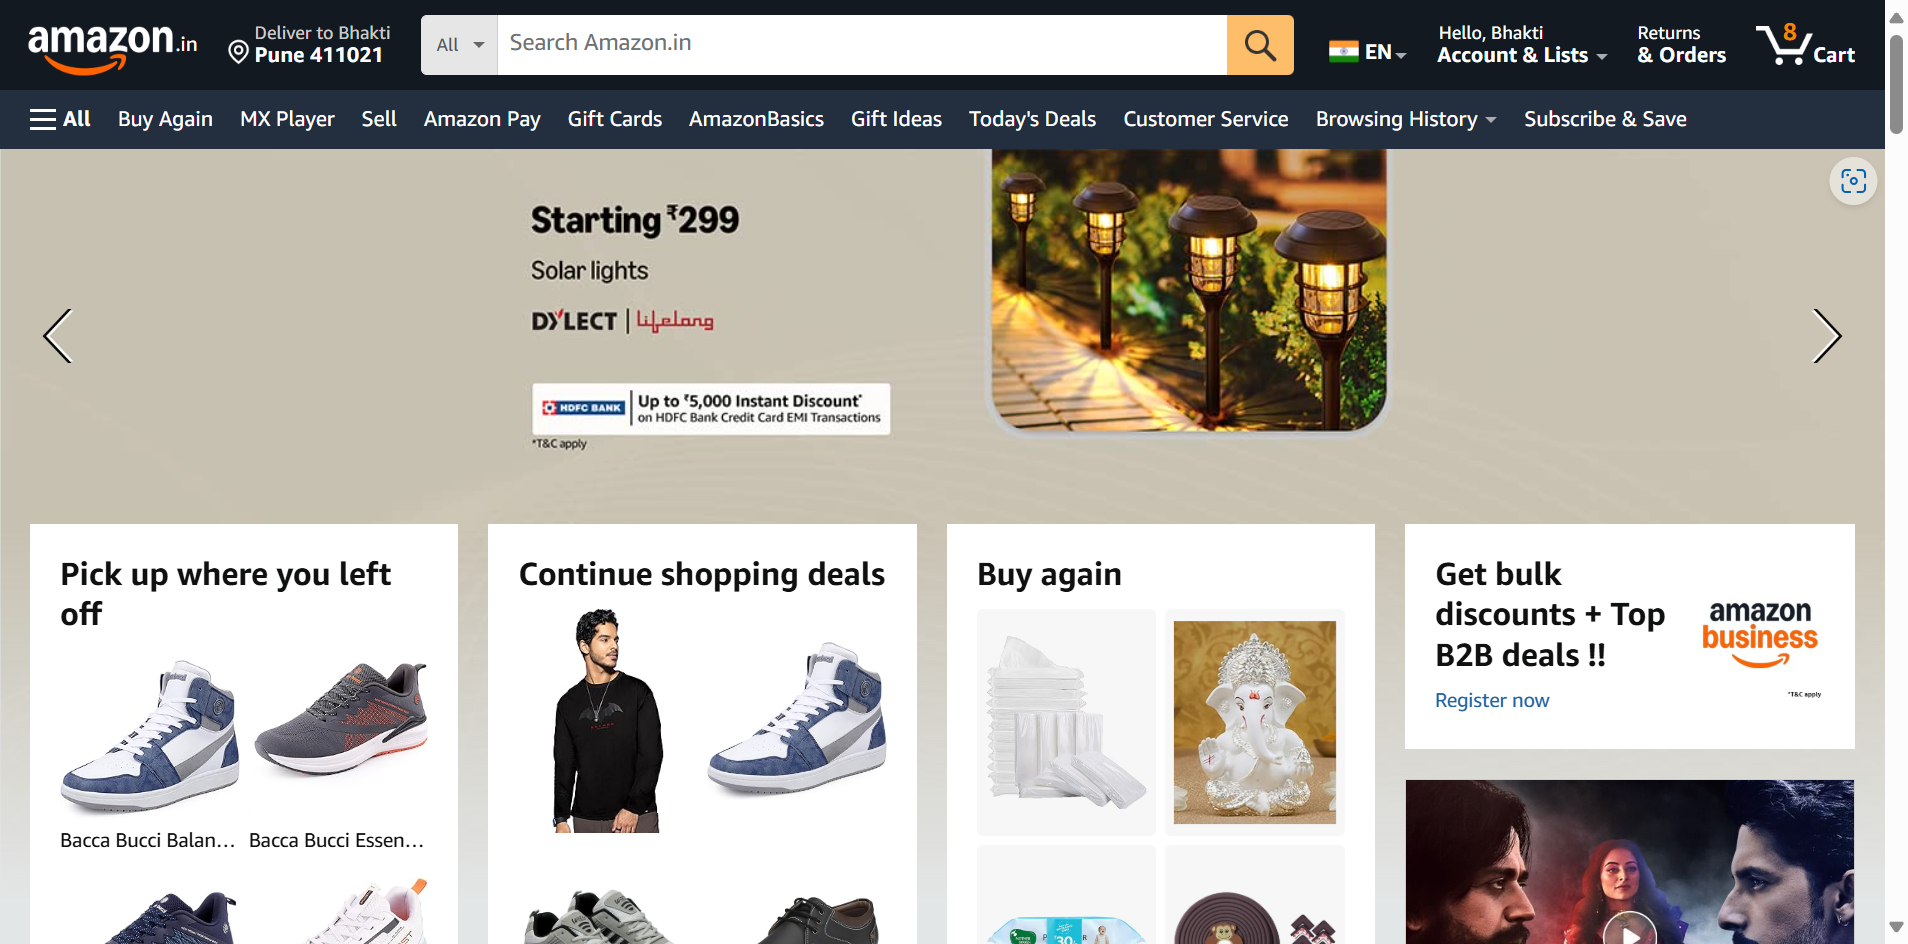 amazon.in
Deliver to Bhakti
Pune 411021
All
Search Amazon.in
EN
Hello, Bhakti
Account & Lists
Returns
& Orders
8
Cart
All
Buy Again
MX Player
Sell
Amazon Pay
Gift Cards
AmazonBasics
Gift Ideas
Today's Deals
Customer Service
Browsing History
Subscribe & Save
Starting ₹299
Solar lights
DYLECT | Lifelong
HDFC BANK
Up to ₹5,000 Instant Discount*
on HDFC Bank Credit Card EMI Transactions
*T&C apply
Pick up where you left
off
Bacca Bucci Balan...
Bacca Bucci Essen...
Continue shopping deals
Buy again
30
Get bulk
discounts + Top
B2B deals !!
Register now
amazon
business
*T&C apply